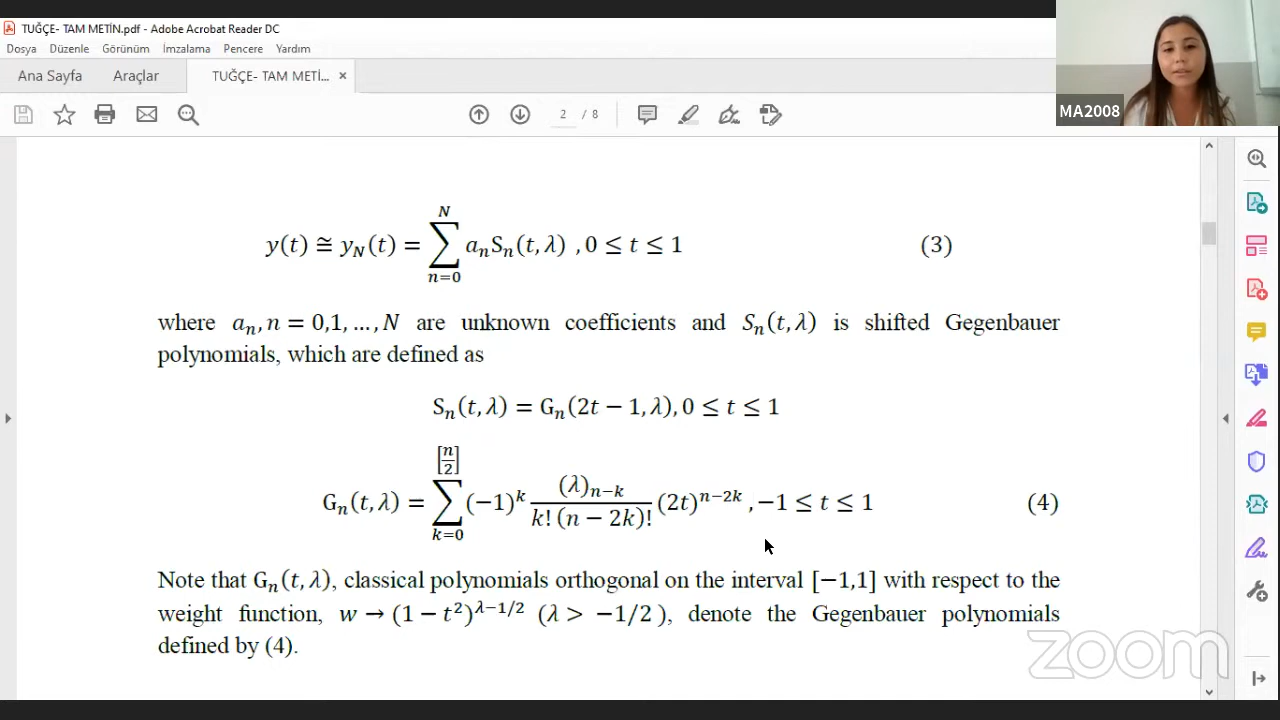 TUĞÇE- TAM METİN.pdf - Adobe Acrobat Reader DC
Dosya Düzenle Görünüm İmzalama Pencere Yardım
Ana Sayfa Araçlar TUĞÇE- TAM METİ... ×
2 / 8
MA2008
y(t) ≅ y_N(t) = ∑_{n=0}^{N} a_n S_n(t, λ) , 0 ≤ t ≤ 1 (3)
where a_n, n = 0,1, … , N are unknown coefficients and S_n(t, λ) is shifted Gegenbauer
polynomials, which are defined as
S_n(t, λ) = G_n(2t − 1, λ), 0 ≤ t ≤ 1
G_n(t, λ) = ∑_{k=0}^{[n/2]} (−1)^k \frac{(λ)_{n−k}}{k! (n − 2k)!} (2t)^{n−2k} , −1 ≤ t ≤ 1 (4)
Note that G_n(t, λ), classical polynomials orthogonal on the interval [−1,1] with respect to the
weight function, w → (1 − t²)^{λ−1/2} (λ > −1/2 ), denote the Gegenbauer polynomials
defined by (4).
zoom